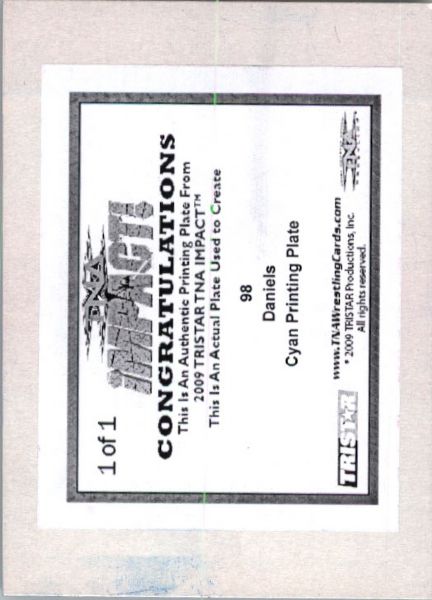 1 of 1
TNA
IMPACT!
CONGRATULATIONS
This Is An Authentic Printing Plate From
2009 TRISTAR TNA IMPACT™
This Is An Actual Plate Used to Create
98
Daniels
Cyan Printing Plate
www.TNAWrestlingCards.com
* 2009 TRISTAR Productions, Inc.
All rights reserved.
TRISTAR
TNA